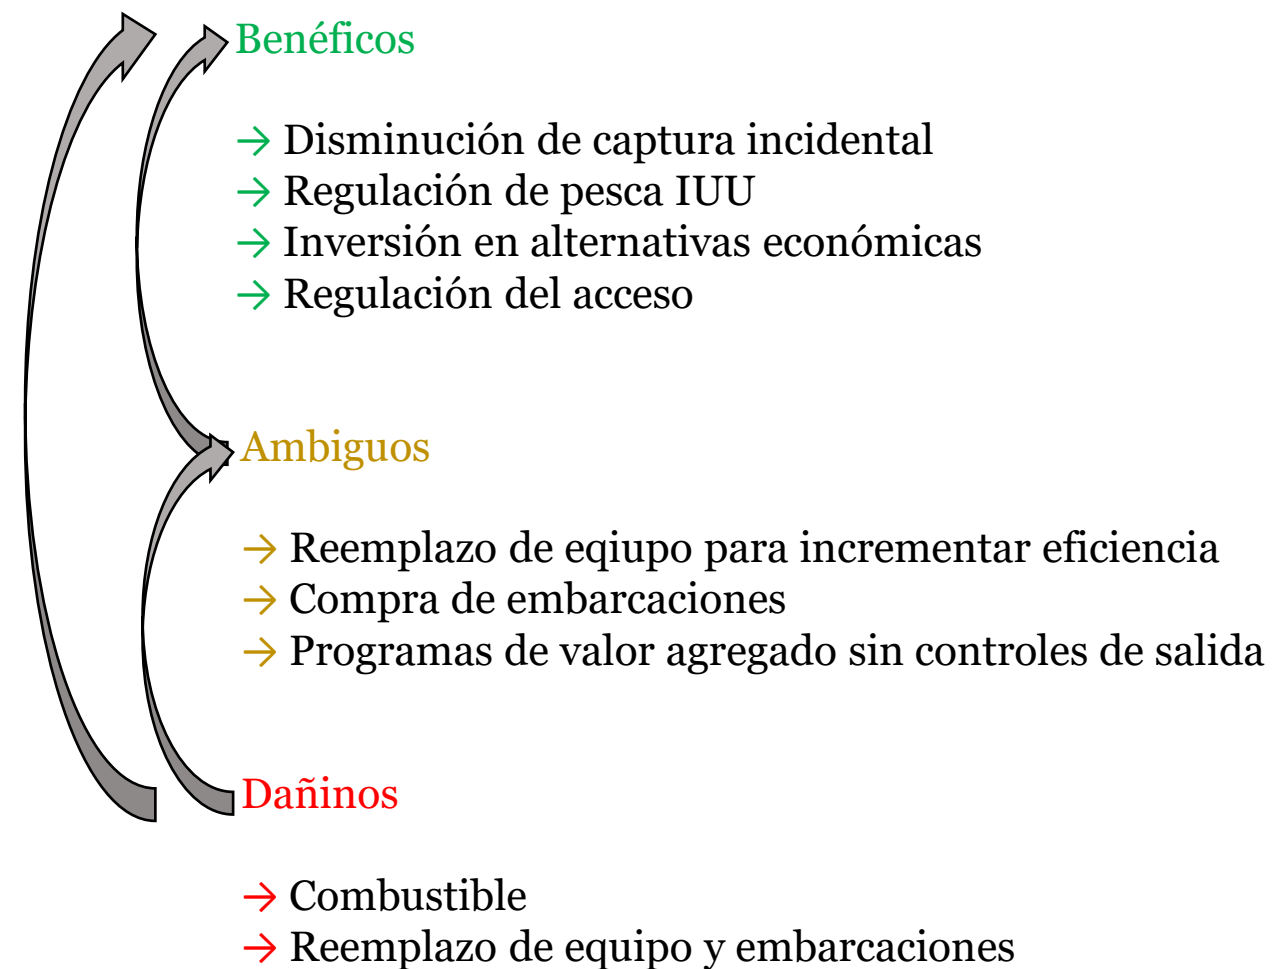 Benéficos
→ Disminución de captura incidental
→ Regulación de pesca IUU
→ Inversión en alternativas económicas
→ Regulación del acceso
Ambiguos
→ Reemplazo de eqiupo para incrementar eficiencia
→ Compra de embarcaciones
→ Programas de valor agregado sin controles de salida
Dañinos
→ Combustible
→ Reemplazo de equipo y embarcaciones